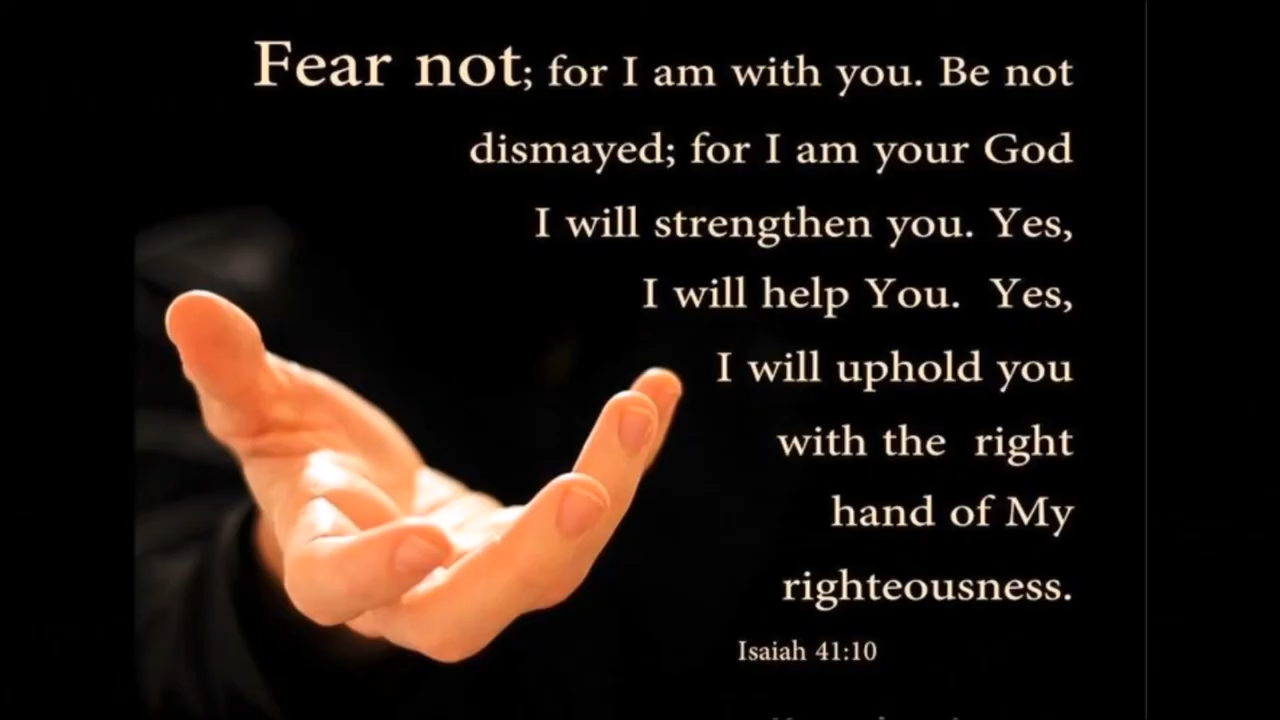 Fear not; for I am with you. Be not
dismayed; for I am your God
I will strengthen you. Yes,
I will help You. Yes,
I will uphold you
with the right
hand of My
righteousness.
Isaiah 41:10